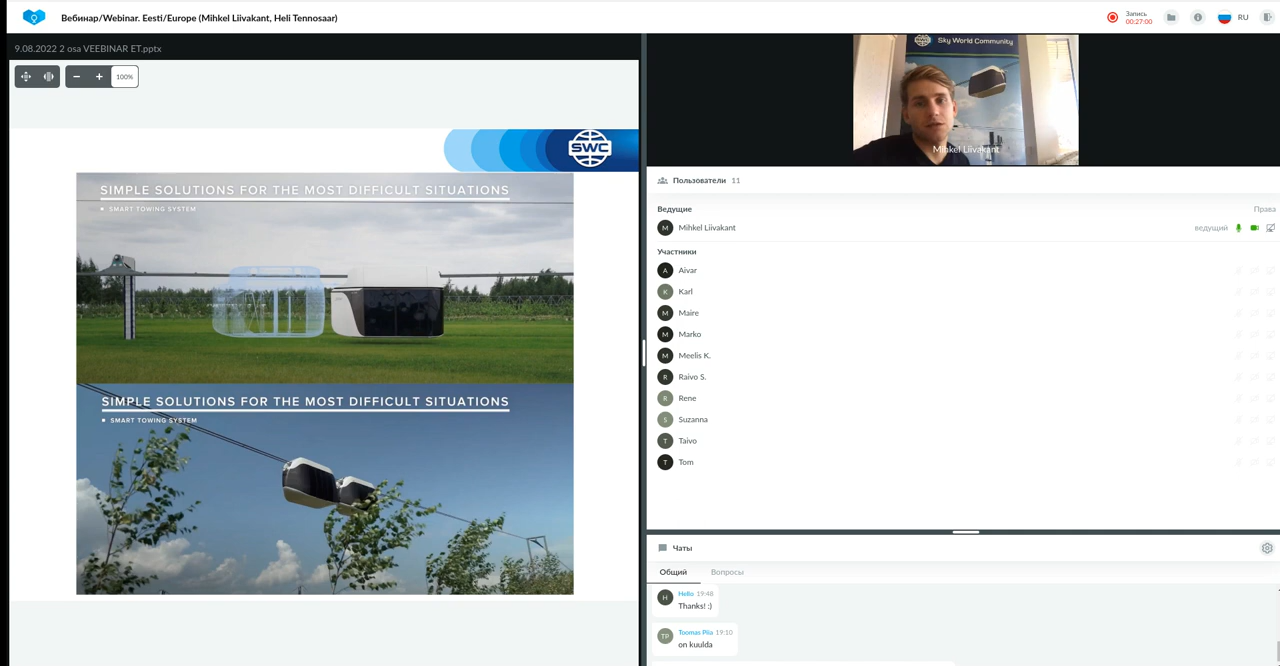 Вебинар/Webinar. Eesti/Europe (Mihkel Liivakant, Heli Tennosaar)
Запись
00:27:00
RU
9.08.2022 2 osa VEEBINAR ET.pptx
100%
SWC
SIMPLE SOLUTIONS FOR THE MOST DIFFICULT SITUATIONS
SMART TOWING SYSTEM
SIMPLE SOLUTIONS FOR THE MOST DIFFICULT SITUATIONS
SMART TOWING SYSTEM
SWC Sky World Community
Mihkel Liivakant
Пользователи 11
Ведущие Права
M Mihkel Liivakant ведущий
Участники
A Aivar
K Karl
M Maire
M Marko
M Meelis K.
R Raivo S.
R Rene
S Suzanna
T Taivo
T Tom
Чаты
Общий Вопросы
H Hello 19:48
Thanks! :)
TP Toomas Pila 19:10
on kuulda